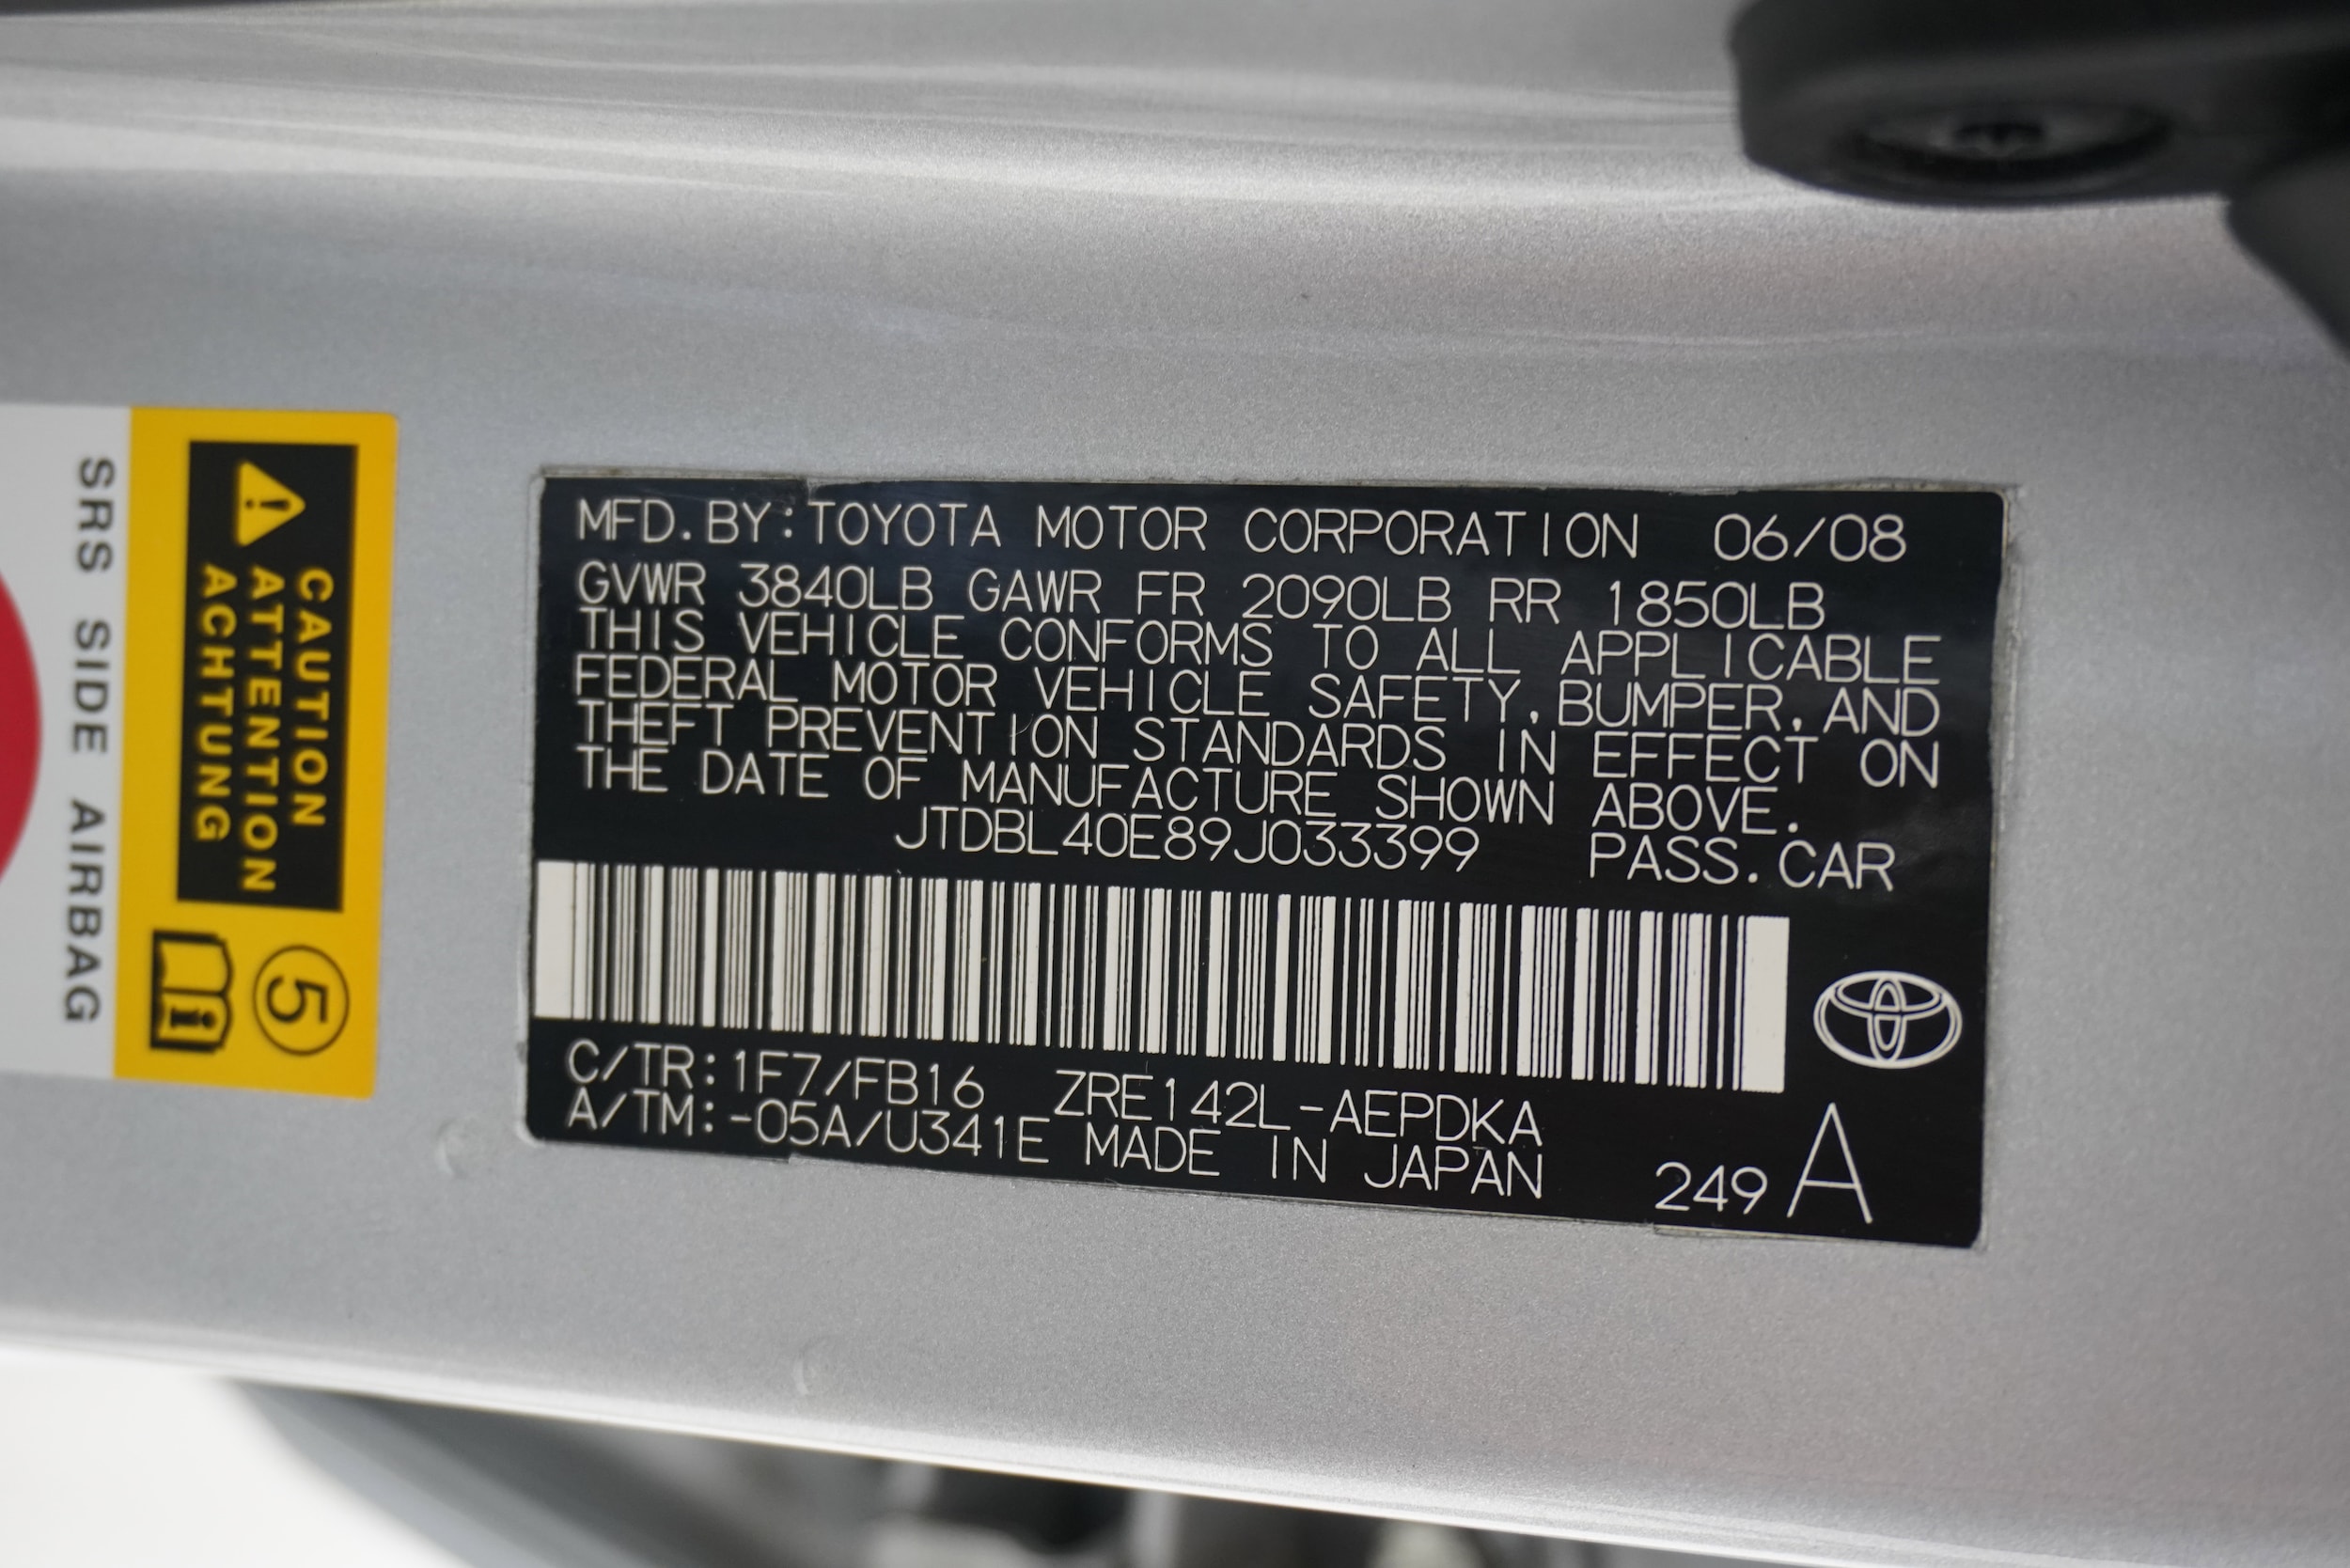 MFD.BY:TOYOTA MOTOR CORPORATION 06/08
GVWR 3840LB GAWR FR 2090LB RR 1850LB
THIS VEHICLE CONFORMS TO ALL APPLICABLE
FEDERAL MOTOR VEHICLE SAFETY, BUMPER, AND
THEFT PREVENTION STANDARDS IN EFFECT ON
THE DATE OF MANUFACTURE SHOWN ABOVE.
JTDBL40E89J033399 PASS.CAR
C/TR:1F7/FB16 ZRE142L-AEPDKA
A/TM:-05A/U341E MADE IN JAPAN 249 A
CAUTION
ATTENTION
ACHTUNG
5
i
SRS SIDE AIRBAG